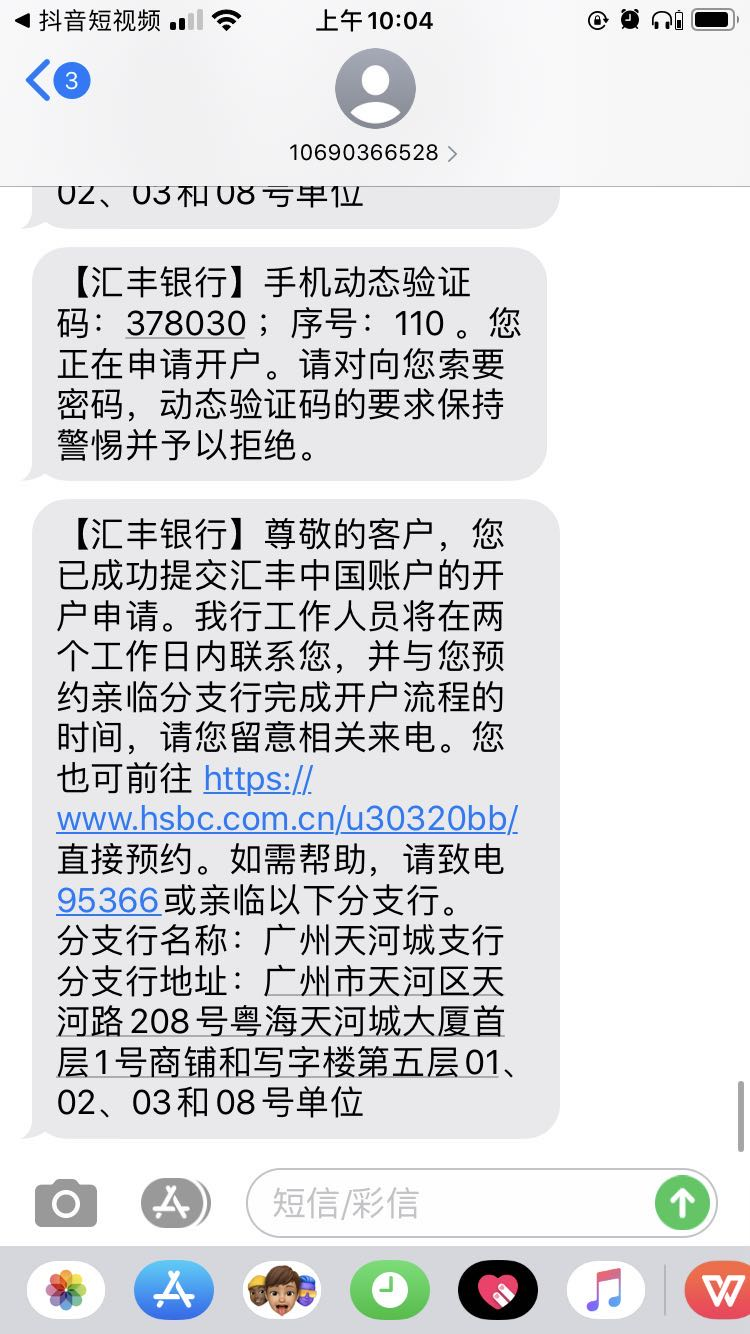 抖音短视频
上午10:04
3
10690366528
02、03和08号单位
【汇丰银行】手机动态验证
码：378030；序号：110 。您
正在申请开户。请对向您索要
密码，动态验证码的要求保持
警惕并予以拒绝。
【汇丰银行】尊敬的客户，您
已成功提交汇丰中国账户的开
户申请。我行工作人员将在两
个工作日内联系您，并与您预
约亲临分支行完成开户流程的
时间，请您留意相关来电。您
也可前往 https://
www.hsbc.com.cn/u30320bb/
直接预约。如需帮助，请致电
95366或亲临以下分支行。
分支行名称：广州天河城支行
分支行地址：广州市天河区天
河路208号粤海天河城大厦首
层1号商铺和写字楼第五层01、
02、03和08号单位
短信/彩信